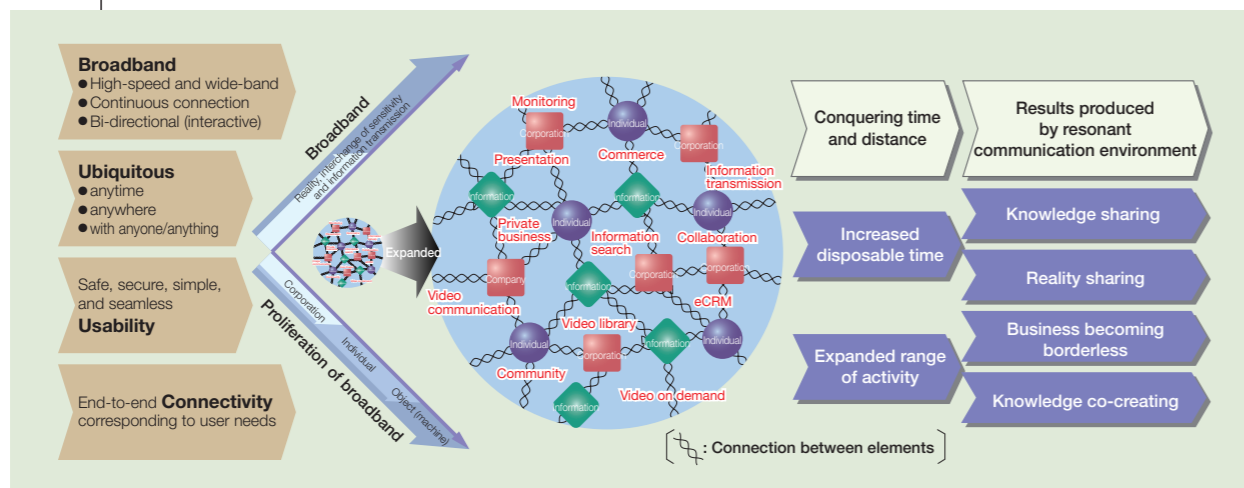 Broadband
● High-speed and wide-band
● Continuous connection
● Bi-directional (interactive)
Ubiquitous
● anytime
● anywhere
● with anyone/anything
Safe, secure, simple,
and seamless
Usability
End-to-end Connectivity
corresponding to user needs
Broadband
Reality, interchange of sensitivity
and information transmission
Corporation
Individual
Object (machine)
Proliferation of broadband
Expanded
Monitoring
Corporation
Individual
Corporation
Presentation
Commerce
Information
transmission
Information
Information
Individual
Individual
Private
business
Information
search
Collaboration
Company
Corporation
Corporation
Video
communication
Information
eCRM
Video library
Individual
Corporation
Information
Individual
Community
Information
Video on demand
: Connection between elements
Conquering time
and distance
Increased
disposable time
Expanded range
of activity
Results produced
by resonant
communication environment
Knowledge sharing
Reality sharing
Business becoming
borderless
Knowledge co-creating